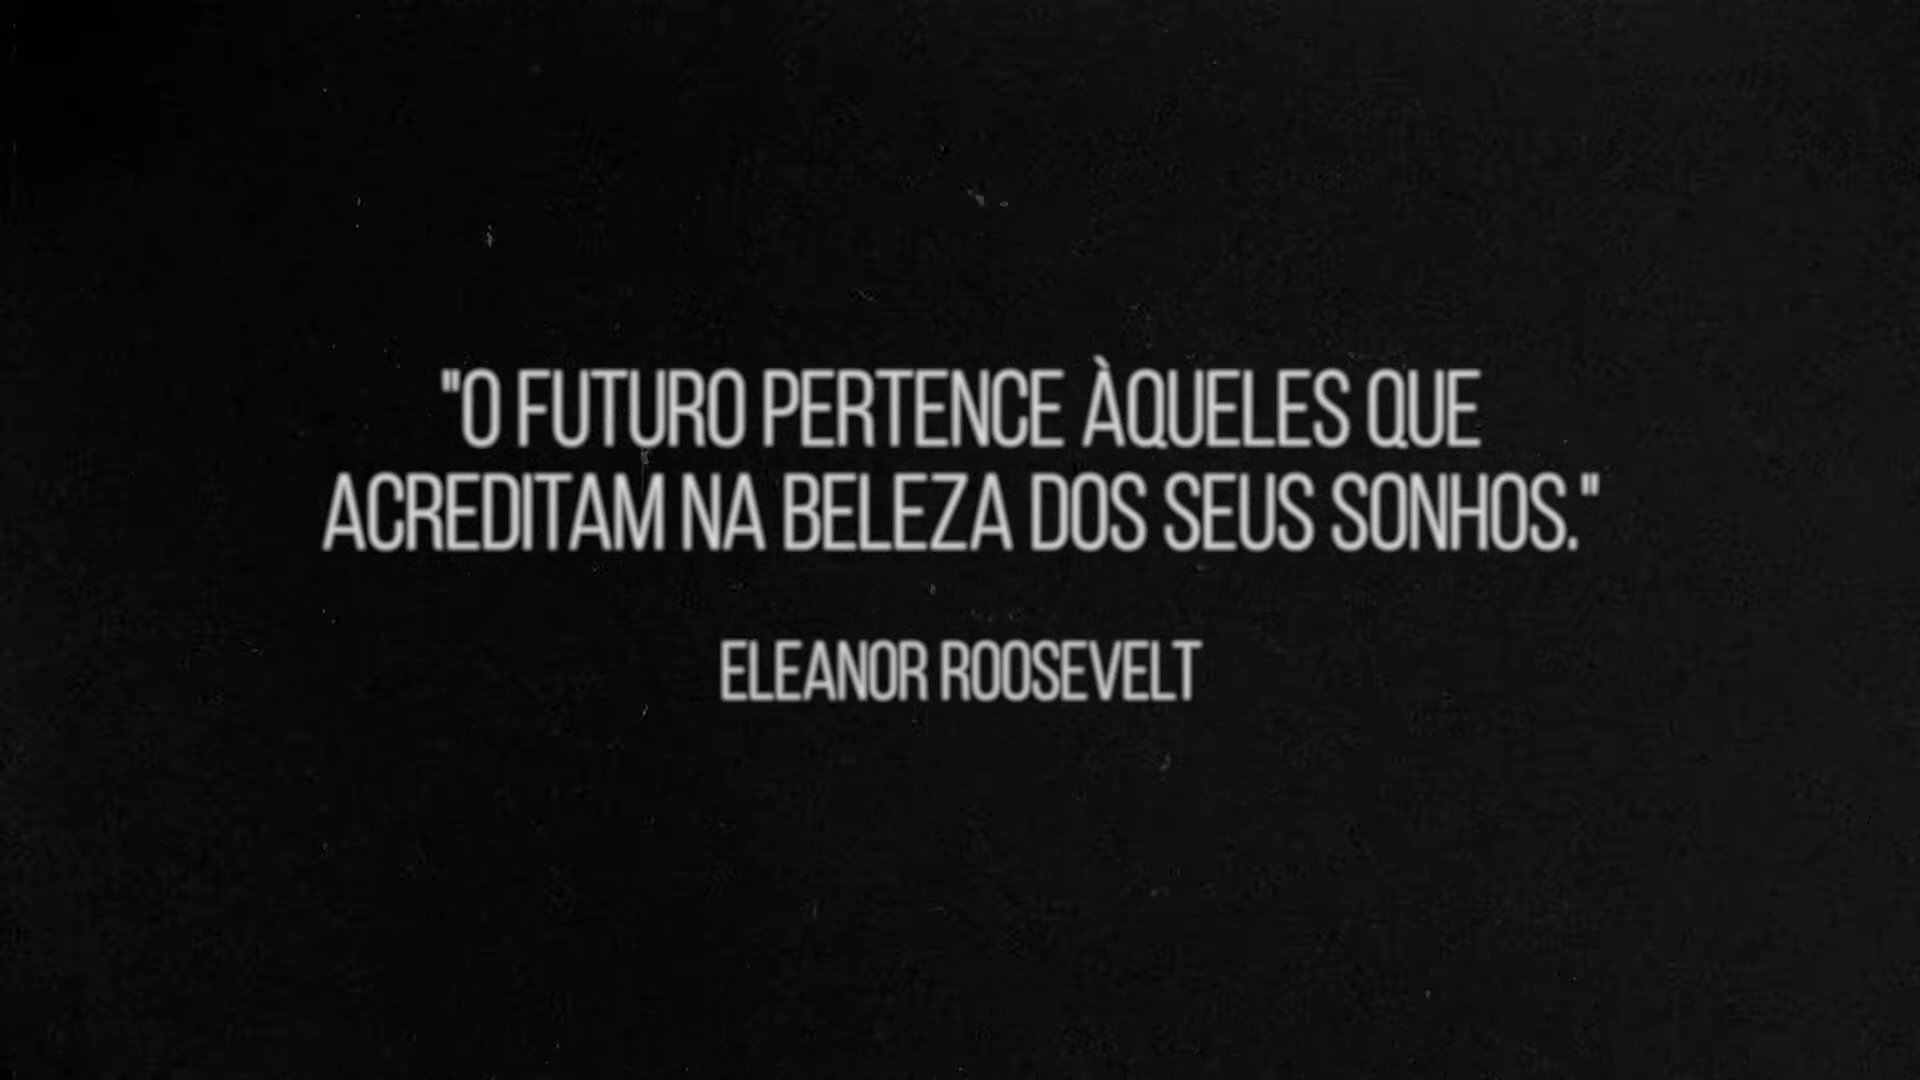 "O FUTURO PERTENCE ÀQUELES QUE
ACREDITAM NA BELEZA DOS SEUS SONHOS."
ELEANOR ROOSEVELT